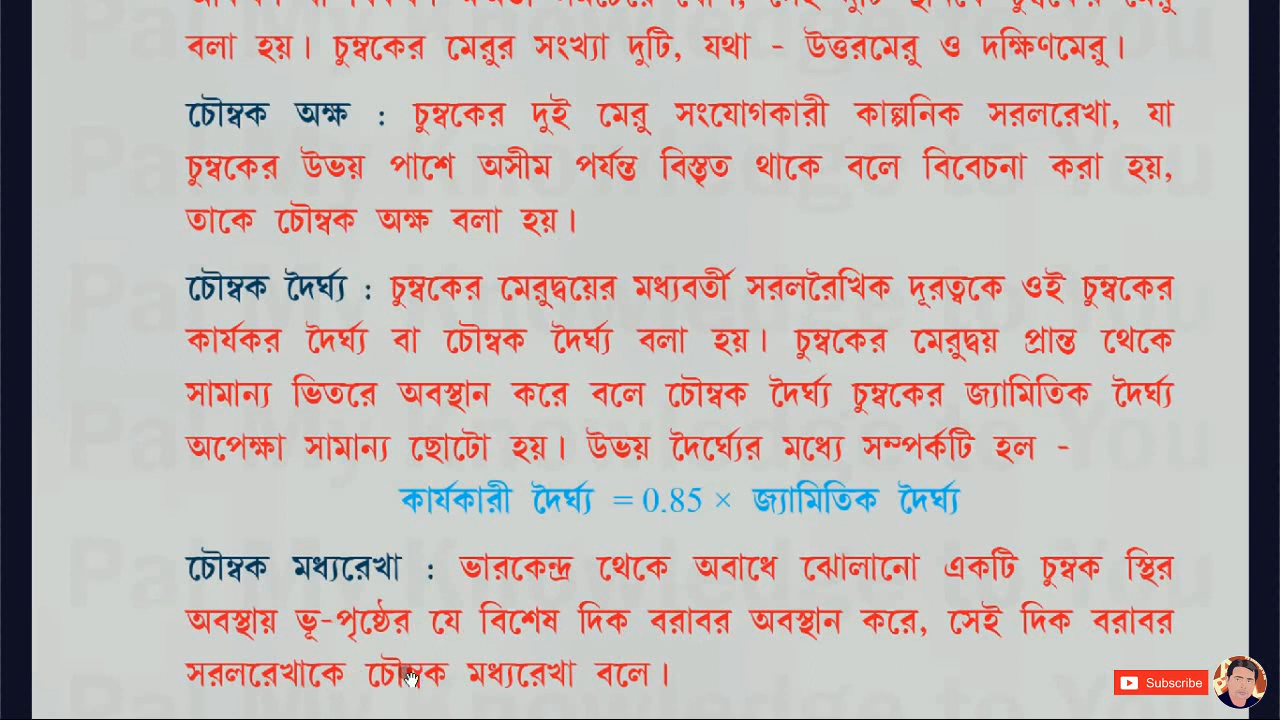 বলা হয়। চুম্বকের মেরুর সংখ্যা দুটি, যথা - উত্তরমেরু ও দক্ষিণমেরু।
চৌম্বক অক্ষ : চুম্বকের দুই মেরু সংযোগকারী কাল্পনিক সরলরেখা, যা
চুম্বকের উভয় পাশে অসীম পর্যন্ত বিস্তৃত থাকে বলে বিবেচনা করা হয়,
তাকে চৌম্বক অক্ষ বলা হয়।
চৌম্বক দৈর্ঘ্য : চুম্বকের মেরুদ্বয়ের মধ্যবর্তী সরলরৈখিক দূরত্বকে ওই চুম্বকের
কার্যকর দৈর্ঘ্য বা চৌম্বক দৈর্ঘ্য বলা হয়। চুম্বকের মেরুদ্বয় প্রান্ত থেকে
সামান্য ভিতরে অবস্থান করে বলে চৌম্বক দৈর্ঘ্য চুম্বকের জ্যামিতিক দৈর্ঘ্য
অপেক্ষা সামান্য ছোটো হয়। উভয় দৈর্ঘ্যের মধ্যে সম্পর্কটি হল -
কার্যকারী দৈর্ঘ্য = 0.85 × জ্যামিতিক দৈর্ঘ্য
চৌম্বক মধ্যরেখা : ভারকেন্দ্র থেকে অবাধে ঝোলানো একটি চুম্বক স্থির
অবস্থায় ভূ-পৃষ্ঠের যে বিশেষ দিক বরাবর অবস্থান করে, সেই দিক বরাবর
সরলরেখাকে চৌম্বক মধ্যরেখা বলে।
Subscribe